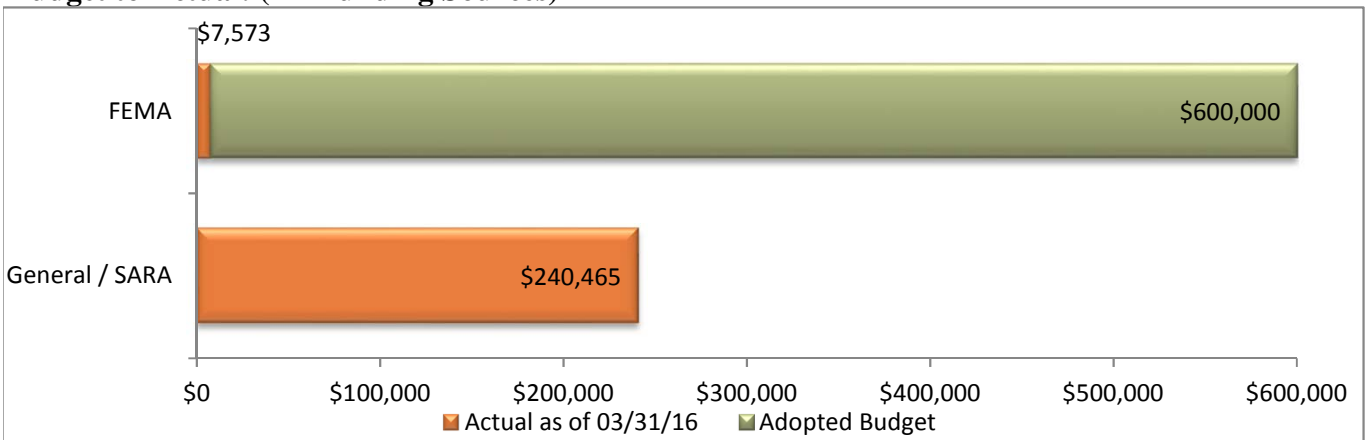 $7,573
FEMA
$600,000
General / SARA
$240,465
$0 $100,000 $200,000 $300,000 $400,000 $500,000 $600,000
Actual as of 03/31/16 Adopted Budget